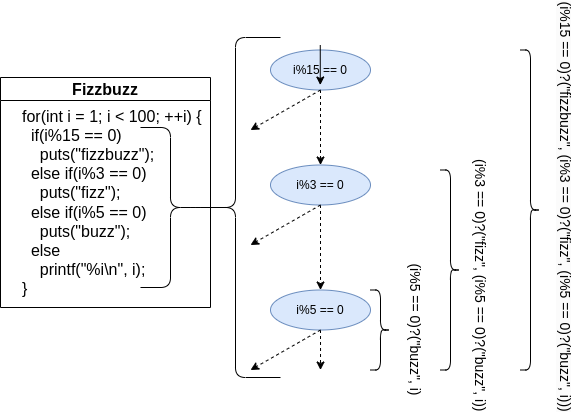 Fizzbuzz
for(int i = 1; i < 100; ++i) {
if(i%15 == 0)
puts("fizzbuzz");
else if(i%3 == 0)
puts("fizz");
else if(i%5 == 0)
puts("buzz");
else
printf("%i\n", i);
}
i%15 == 0
i%3 == 0
i%5 == 0
(i%5 == 0)?("buzz", i)
(i%3 == 0)?("fizz", (i%5 == 0)?("buzz", i))
(i%15 == 0)?("fizzbuzz", (i%3 == 0)?("fizz", (i%5 == 0)?("buzz", i)))